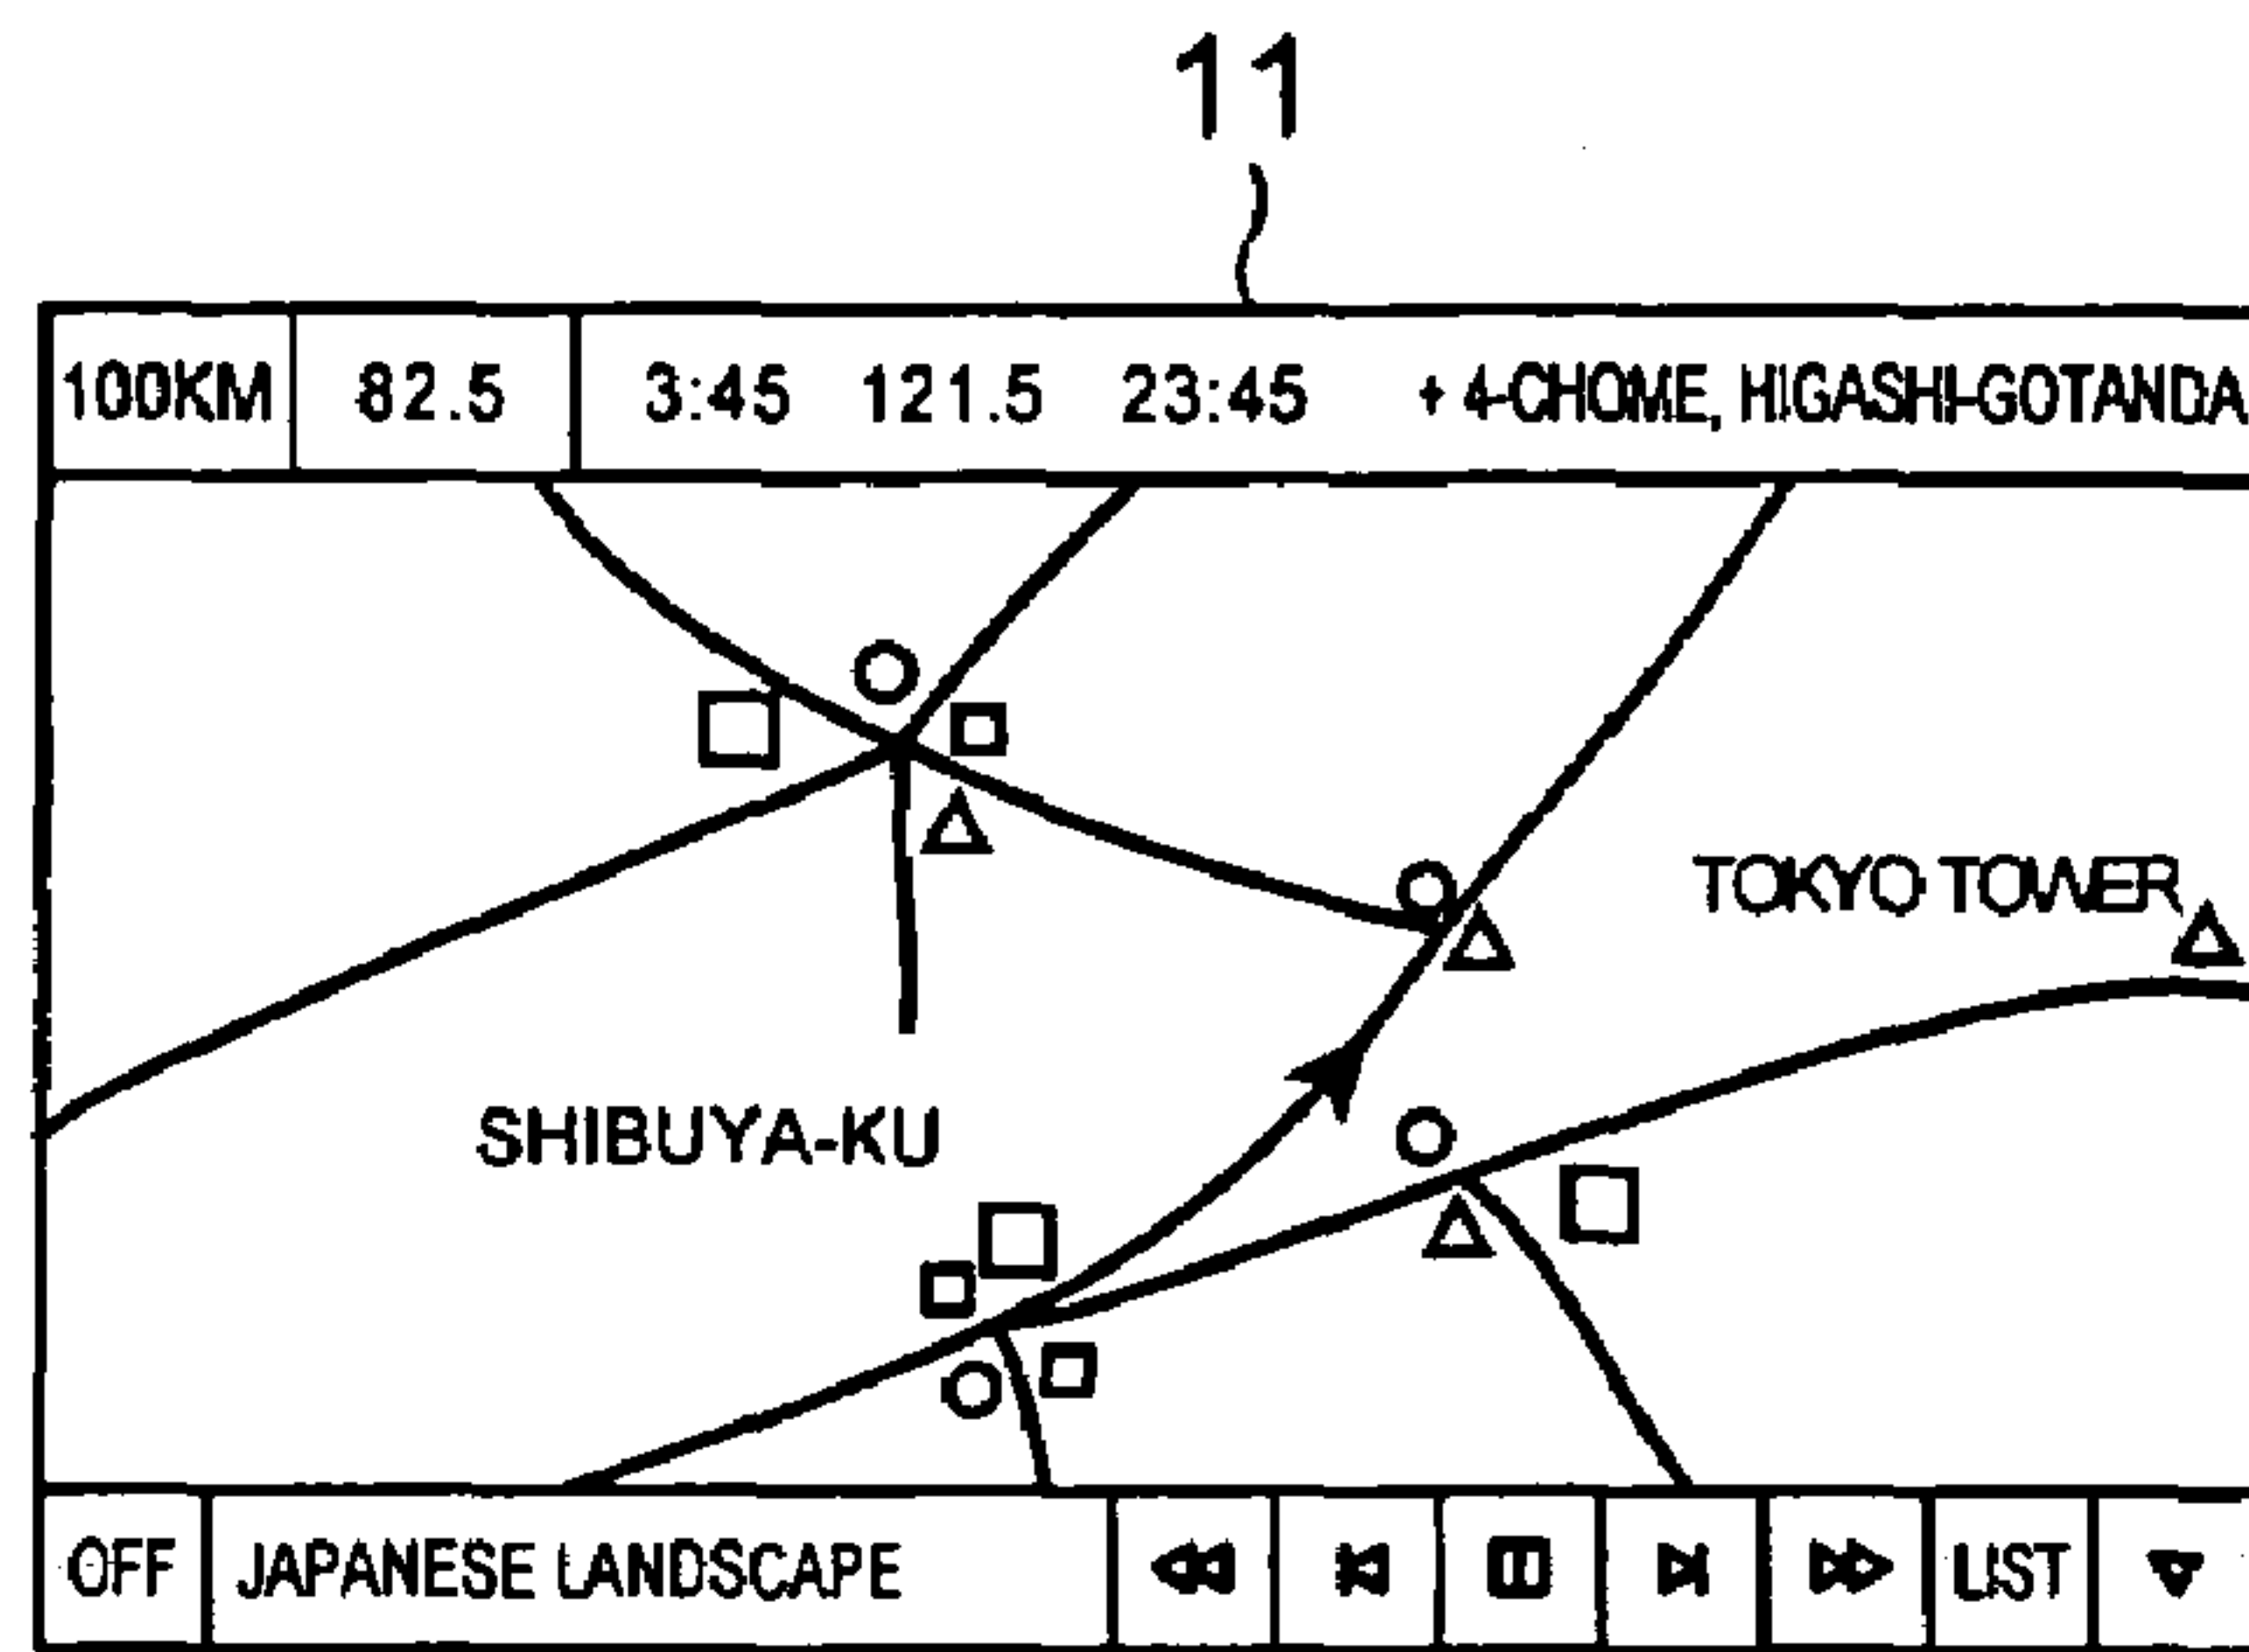 11
100KM 82.5 3:45 121.5 23:45 + 4-CHOME, HIGASHI-GOTANDA
TOKYO TOWER
SHIBUYA-KU
OFF JAPANESE LANDSCAPE LIST